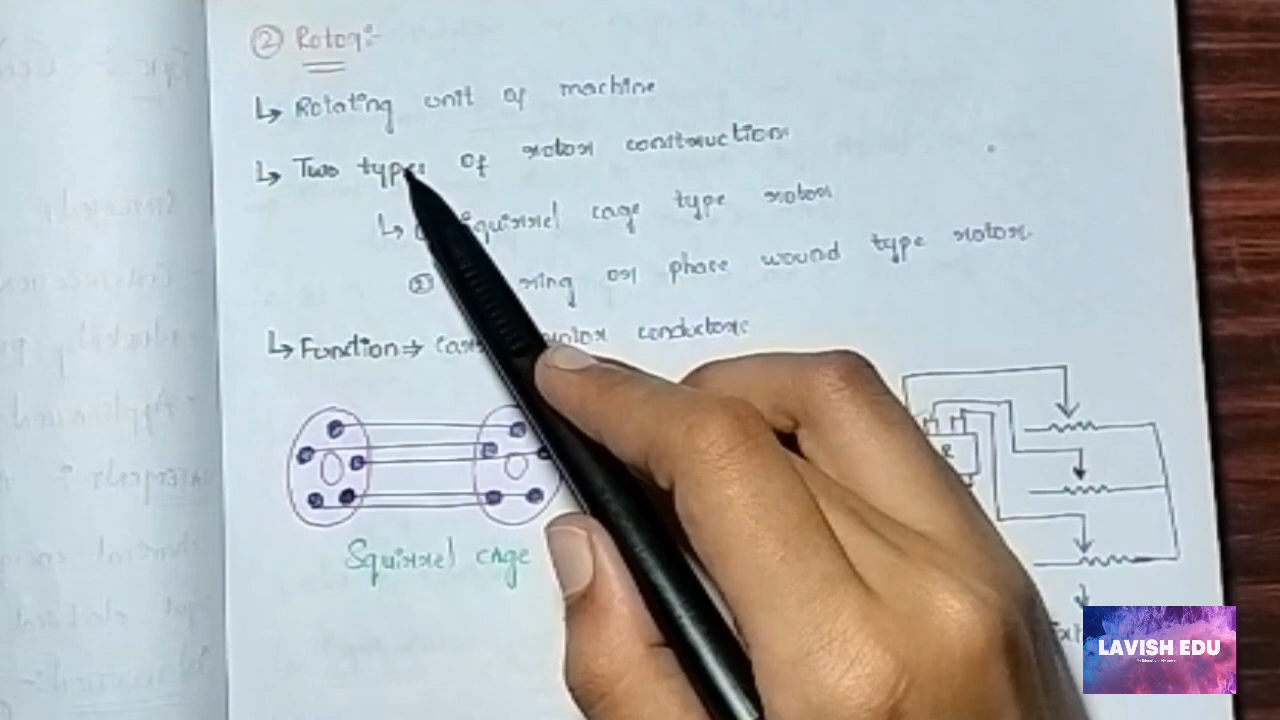 ② Rotor:-
↳ Rotating unit of machine
↳ Two types of rotor construction
↳ squirrel cage type rotor
② ring or phase wound type rotor
↳ Function → rotor conductors
Squirrel cage
R
LAVISH EDU